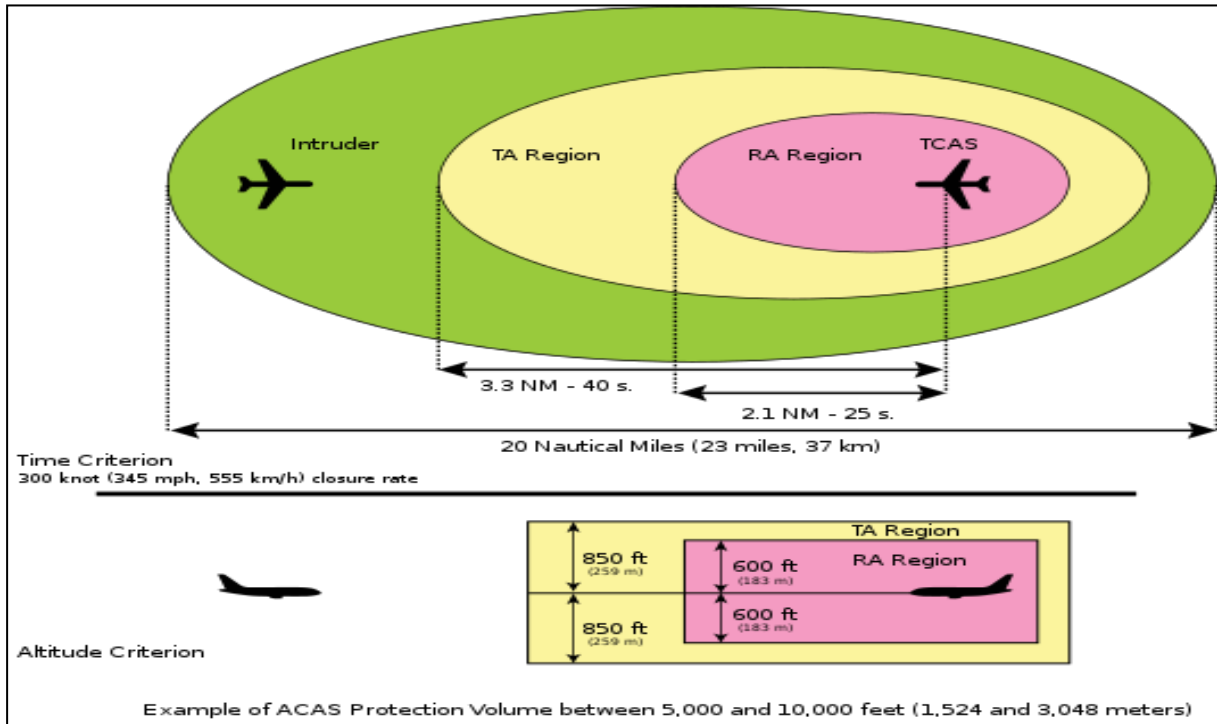 Intruder
TA Region
RA Region
TCAS
3.3 NM - 40 s.
2.1 NM - 25 s.
20 Nautical Miles (23 miles, 37 km)
Time Criterion
300 knot (345 mph, 555 km/h) closure rate
TA Region
850 ft
(259 m)
600 ft
(183 m)
RA Region
600 ft
(183 m)
850 ft
(259 m)
Altitude Criterion
Example of ACAS Protection Volume between 5,000 and 10,000 feet (1,524 and 3,048 meters)